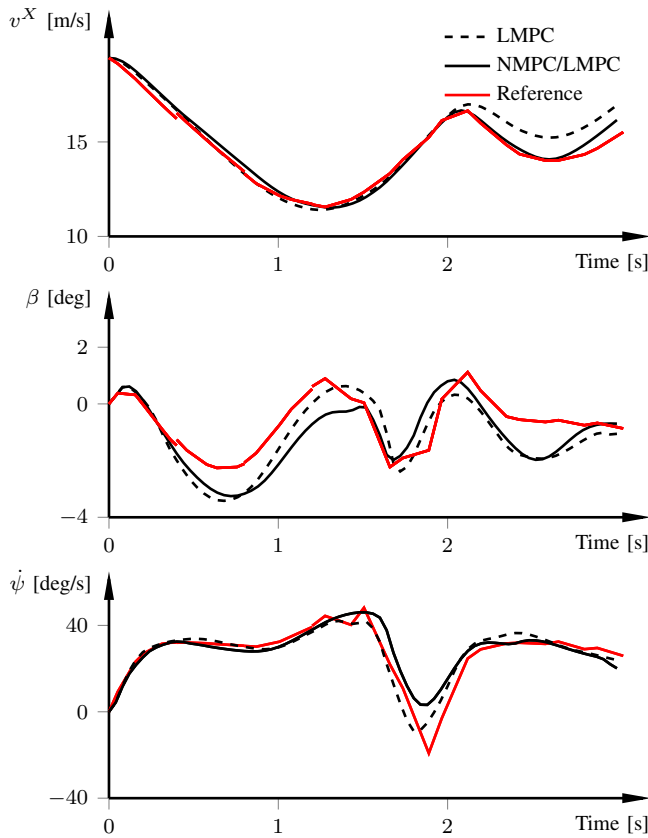 v^X [m/s]
LMPC
NMPC/LMPC
Reference
15
10
0
1
2
Time [s]
β [deg]
2
0
−4
0
1
2
Time [s]
ψ̇ [deg/s]
40
0
−40
0
1
2
Time [s]